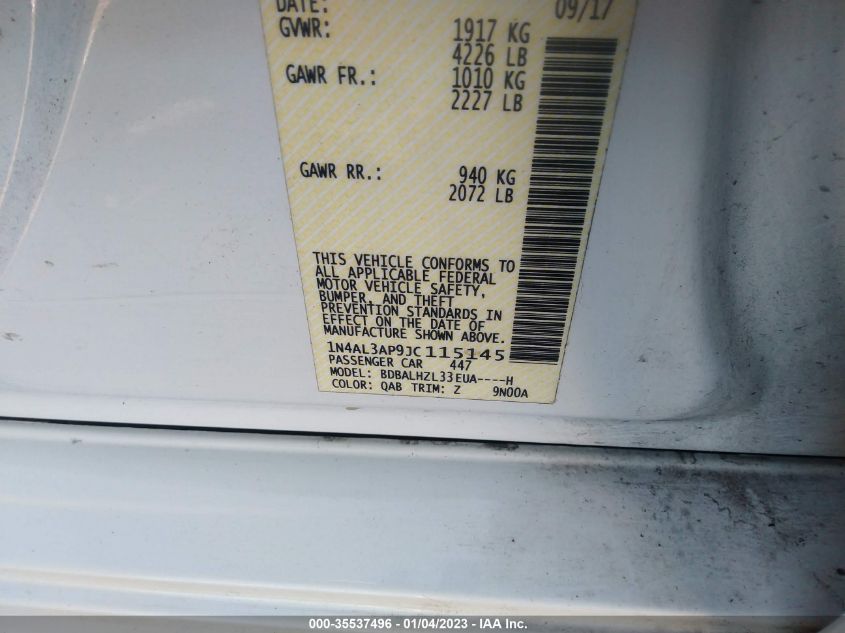 DATE: 09/17
GVWR: 1917 KG
4226 LB
GAWR FR.: 1010 KG
2227 LB
GAWR RR.: 940 KG
2072 LB
THIS VEHICLE CONFORMS TO
ALL APPLICABLE FEDERAL
MOTOR VEHICLE SAFETY,
BUMPER, AND THEFT
PREVENTION STANDARDS IN
EFFECT ON THE DATE OF
MANUFACTURE SHOWN ABOVE.
1N4AL3AP9JC115145
PASSENGER CAR 447
MODEL: BDBALHZL33EUA----H
COLOR: QAB TRIM: Z 9N00A
000-35537496 - 01/04/2023 - IAA Inc.